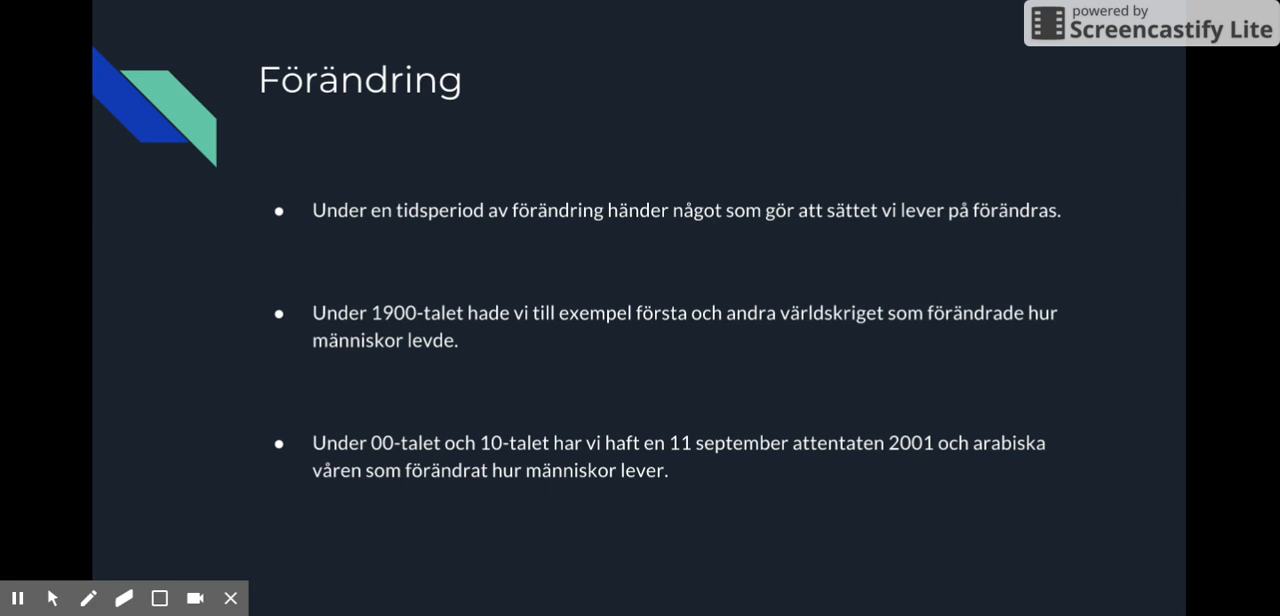 powered by
Screencastify Lite
Förändring
● Under en tidsperiod av förändring händer något som gör att sättet vi lever på förändras.
● Under 1900-talet hade vi till exempel första och andra världskriget som förändrade hur
människor levde.
● Under 00-talet och 10-talet har vi haft en 11 september attentaten 2001 och arabiska
våren som förändrat hur människor lever.